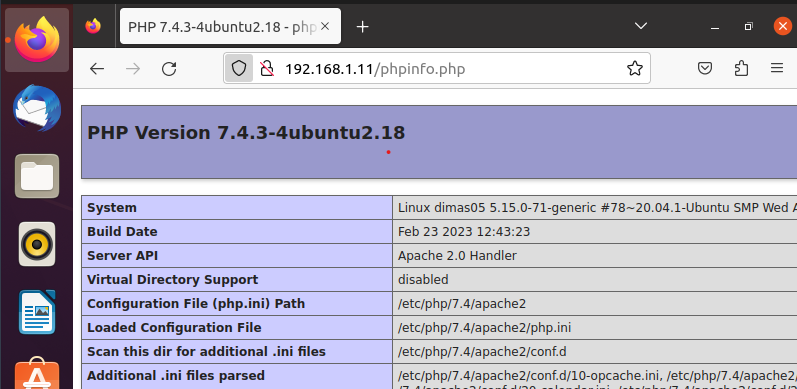 PHP 7.4.3-4ubuntu2.18 - php
192.168.1.11/phpinfo.php
PHP Version 7.4.3-4ubuntu2.18
System Linux dimas05 5.15.0-71-generic #78~20.04.1-Ubuntu SMP Wed A
Build Date Feb 23 2023 12:43:23
Server API Apache 2.0 Handler
Virtual Directory Support disabled
Configuration File (php.ini) Path /etc/php/7.4/apache2
Loaded Configuration File /etc/php/7.4/apache2/php.ini
Scan this dir for additional .ini files /etc/php/7.4/apache2/conf.d
Additional .ini files parsed /etc/php/7.4/apache2/conf.d/10-opcache.ini, /etc/php/7.4/apache2/